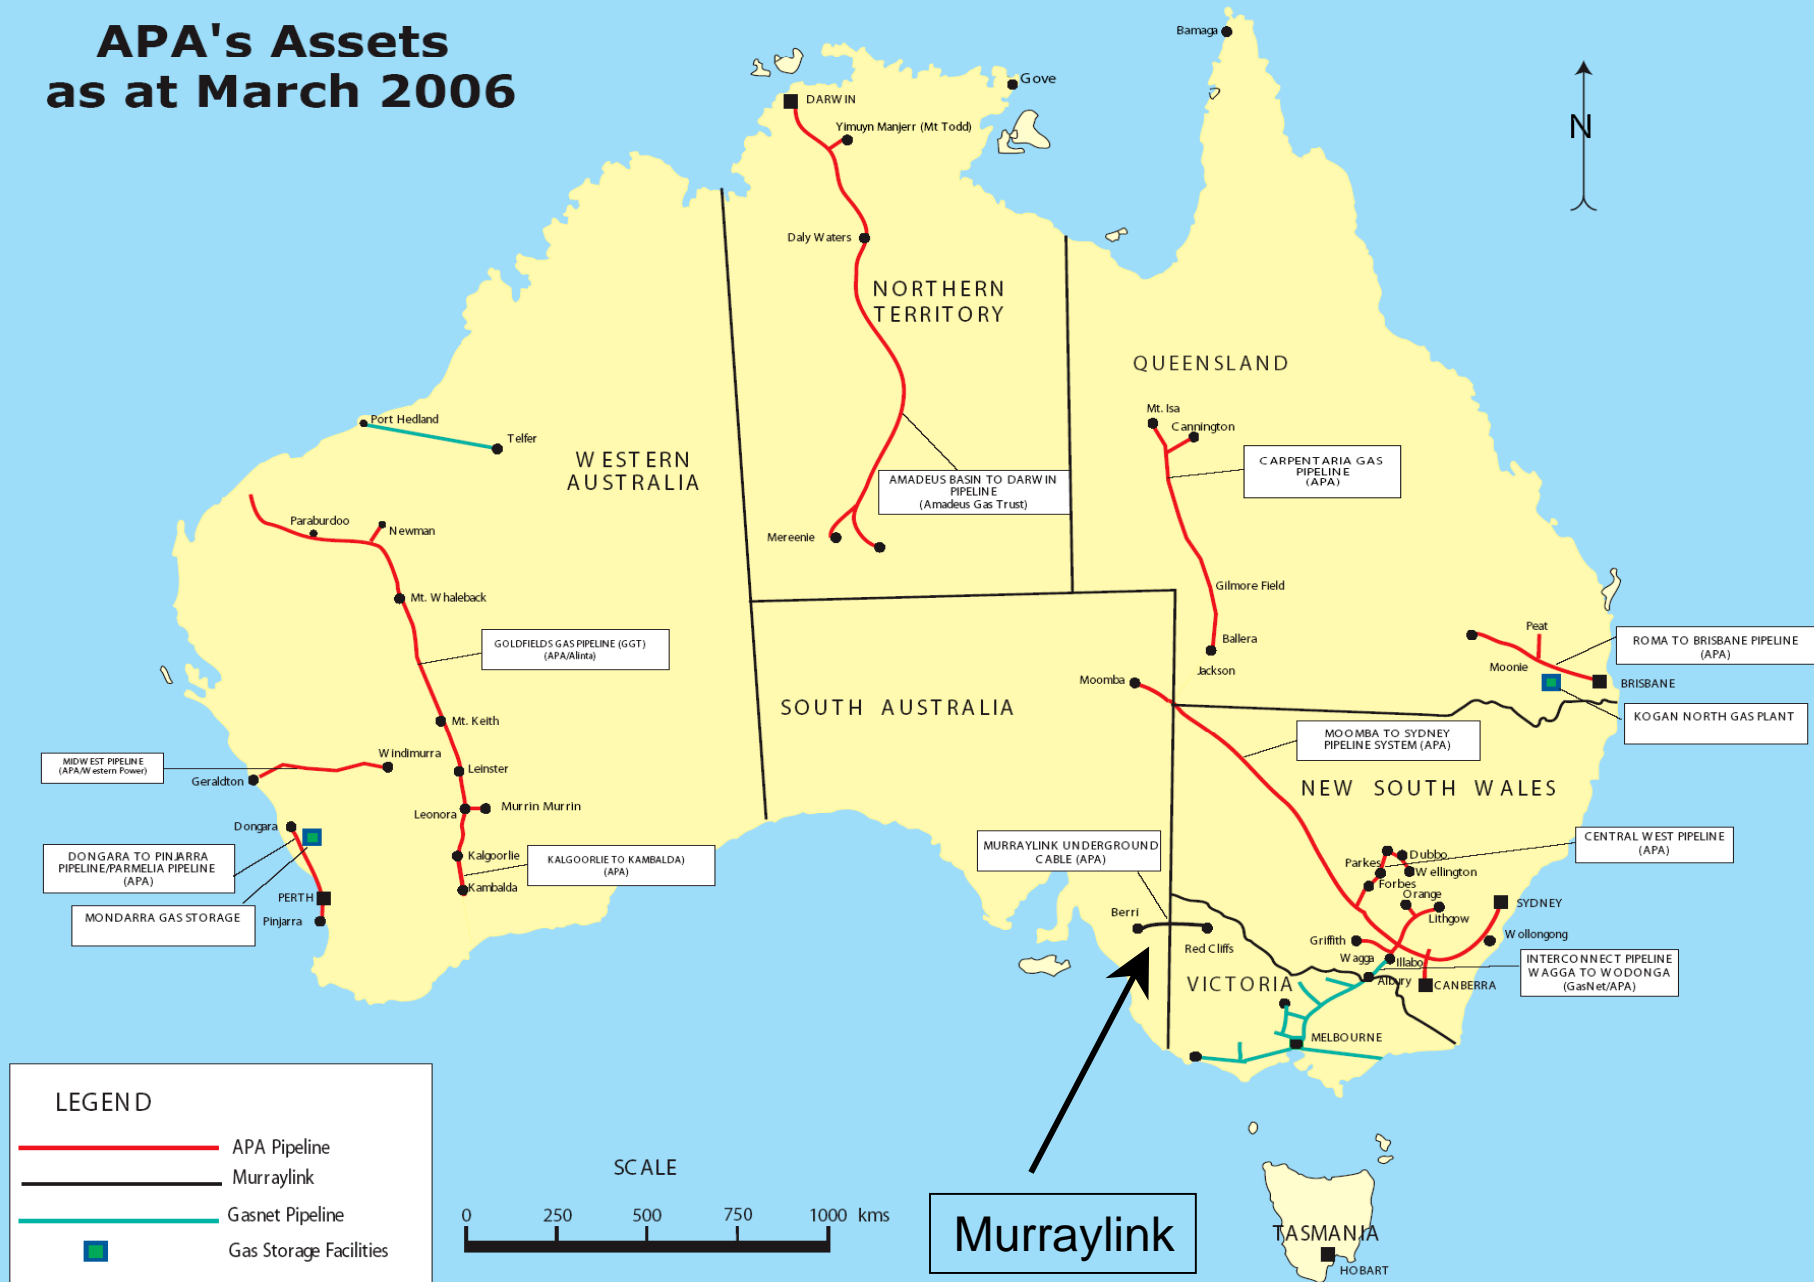 APA's Assets
as at March 2006
Bamaga
Gove
N
DARWIN
Yimuyn Manjerr (Mt Todd)
Daly Waters
NORTHERN
TERRITORY
QUEENSLAND
Mt. Isa
Cannington
CARPENTARIA GAS
PIPELINE
(APA)
Port Hedland
Telfer
WESTERN
AUSTRALIA
AMADEUS BASIN TO DARWIN
PIPELINE
(Amadeus Gas Trust)
Paraburdoo
Newman
Mereenie
Mt. Whaleback
Gilmore Field
Ballera
Jackson
GOLDFIELDS GAS PIPELINE (GGT)
(APA/Alinta)
Peat
ROMA TO BRISBANE PIPELINE
(APA)
Moonie
BRISBANE
KOGAN NORTH GAS PLANT
Moomba
SOUTH AUSTRALIA
Mt. Keith
MOOMBA TO SYDNEY
PIPELINE SYSTEM (APA)
NEW SOUTH WALES
MIDWEST PIPELINE
(APA/Western Power)
Windimurra
Geraldton
Leinster
Murrin Murrin
Leonora
Dongara
DONGARA TO PINJARRA
PIPELINE/PARMELIA PIPELINE
(APA)
Kalgoorlie
KALGOORLIE TO KAMBALDA)
(APA)
Kambalda
PERTH
MONDARRA GAS STORAGE
Pinjarra
MURRAYLINK UNDERGROUND
CABLE (APA)
CENTRAL WEST PIPELINE
(APA)
Dubbo
Parkes
Wellington
Forbes
Orange
Lithgow
SYDNEY
Berri
Red Cliffs
Griffith
Wollongong
Wagga
Illabo
INTERCONNECT PIPELINE
WAGGA TO WODONGA
(GasNet/APA)
Albury
CANBERRA
VICTORIA
MELBOURNE
LEGEND
APA Pipeline
Murraylink
Gasnet Pipeline
Gas Storage Facilities
SCALE
0 250 500 750 1000 kms
Murraylink
TASMANIA
HOBART